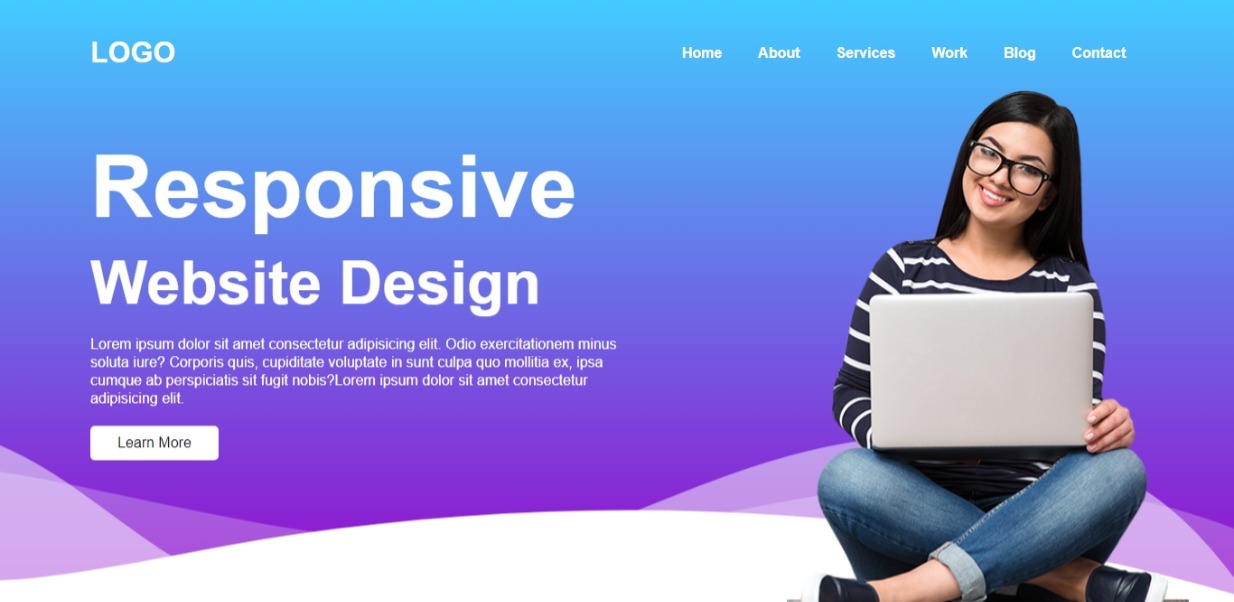 LOGO
Home About Services Work Blog Contact
Responsive
Website Design
Lorem ipsum dolor sit amet consectetur adipisicing elit. Odio exercitationem minus
soluta iure? Corporis quis, cupiditate voluptate in sunt culpa quo mollitia ex, ipsa
cumque ab perspiciatis sit fugit nobis?Lorem ipsum dolor sit amet consectetur
adipisicing elit.
Learn More